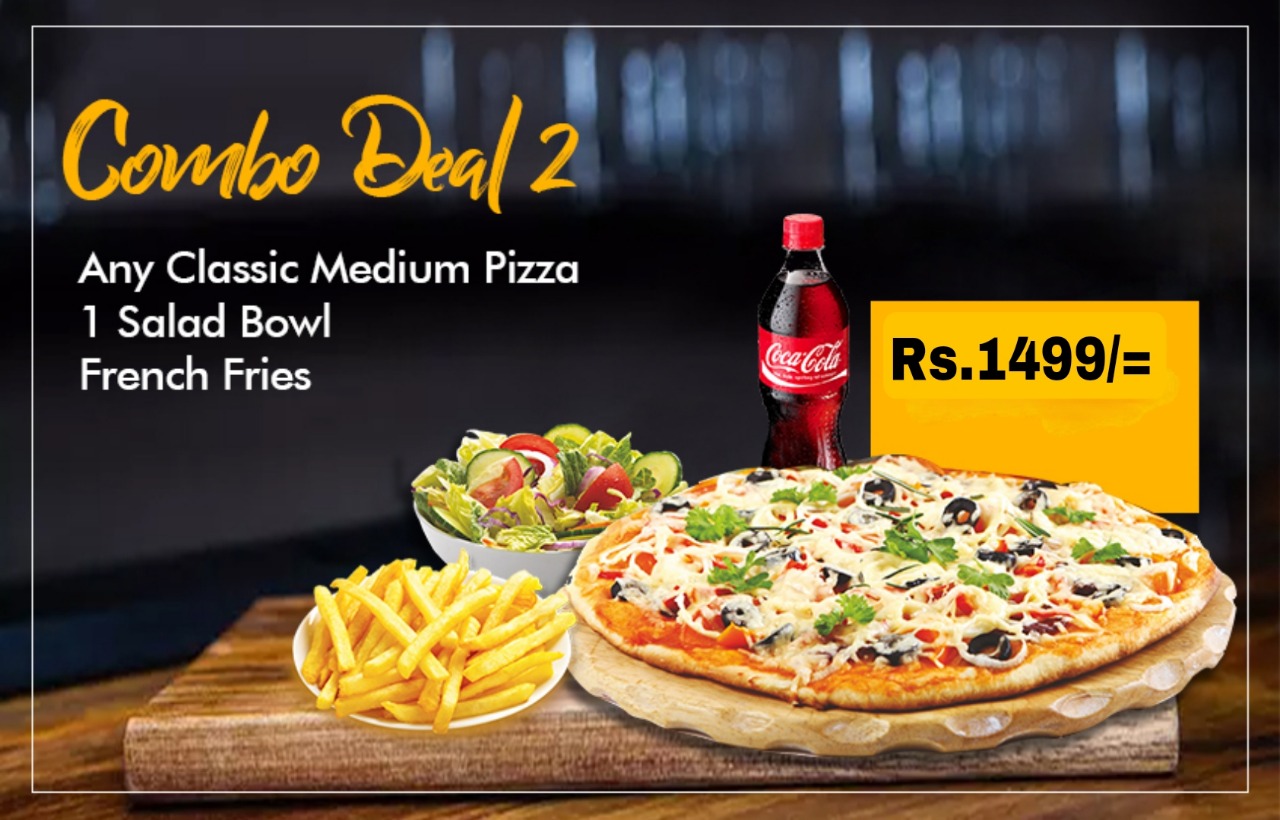 Combo Deal 2
Any Classic Medium Pizza
1 Salad Bowl
French Fries
Coca-Cola
Rs.1499/=